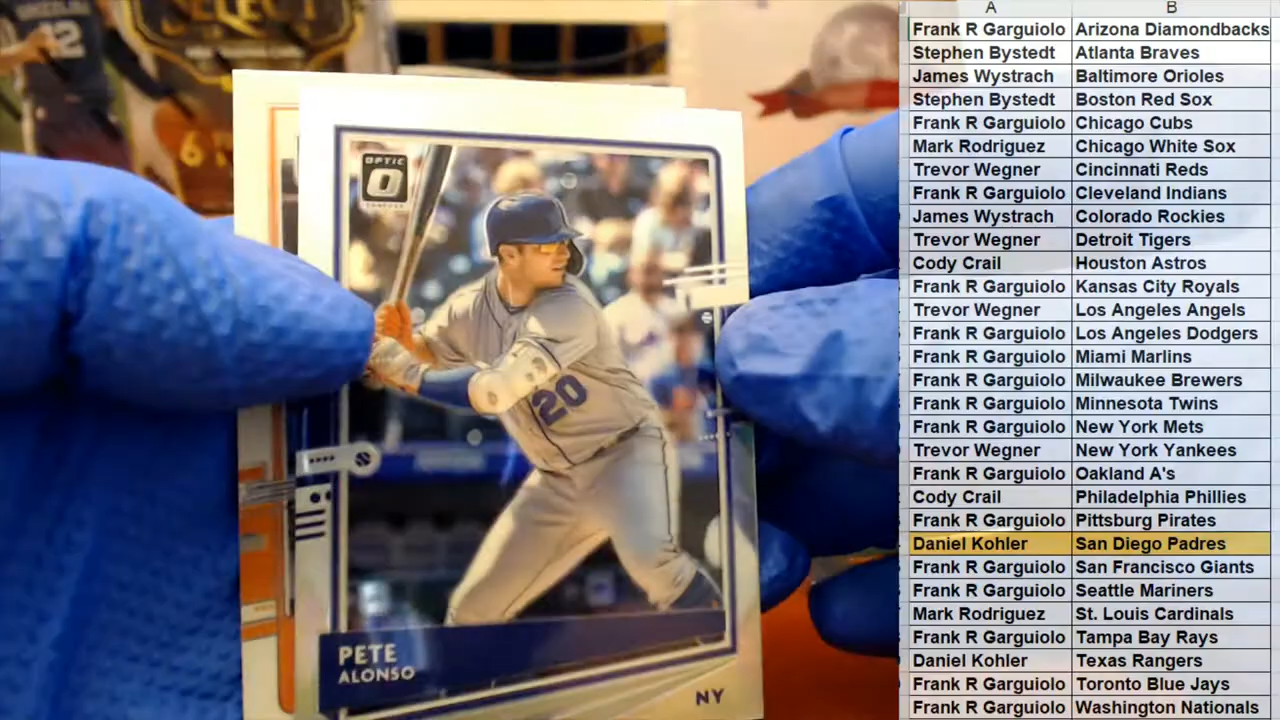 SELECT
12
6
OPTIC
DONRUSS
20
PETE
ALONSO
NY
A B
Frank R Garguiolo Arizona Diamondbacks
Stephen Bystedt Atlanta Braves
James Wystrach Baltimore Orioles
Stephen Bystedt Boston Red Sox
Frank R Garguiolo Chicago Cubs
Mark Rodriguez Chicago White Sox
Trevor Wegner Cincinnati Reds
Frank R Garguiolo Cleveland Indians
James Wystrach Colorado Rockies
Trevor Wegner Detroit Tigers
Cody Crail Houston Astros
Frank R Garguiolo Kansas City Royals
Trevor Wegner Los Angeles Angels
Frank R Garguiolo Los Angeles Dodgers
Frank R Garguiolo Miami Marlins
Frank R Garguiolo Milwaukee Brewers
Frank R Garguiolo Minnesota Twins
Frank R Garguiolo New York Mets
Trevor Wegner New York Yankees
Frank R Garguiolo Oakland A's
Cody Crail Philadelphia Phillies
Frank R Garguiolo Pittsburg Pirates
Daniel Kohler San Diego Padres
Frank R Garguiolo San Francisco Giants
Frank R Garguiolo Seattle Mariners
Mark Rodriguez St. Louis Cardinals
Frank R Garguiolo Tampa Bay Rays
Daniel Kohler Texas Rangers
Frank R Garguiolo Toronto Blue Jays
Frank R Garguiolo Washington Nationals